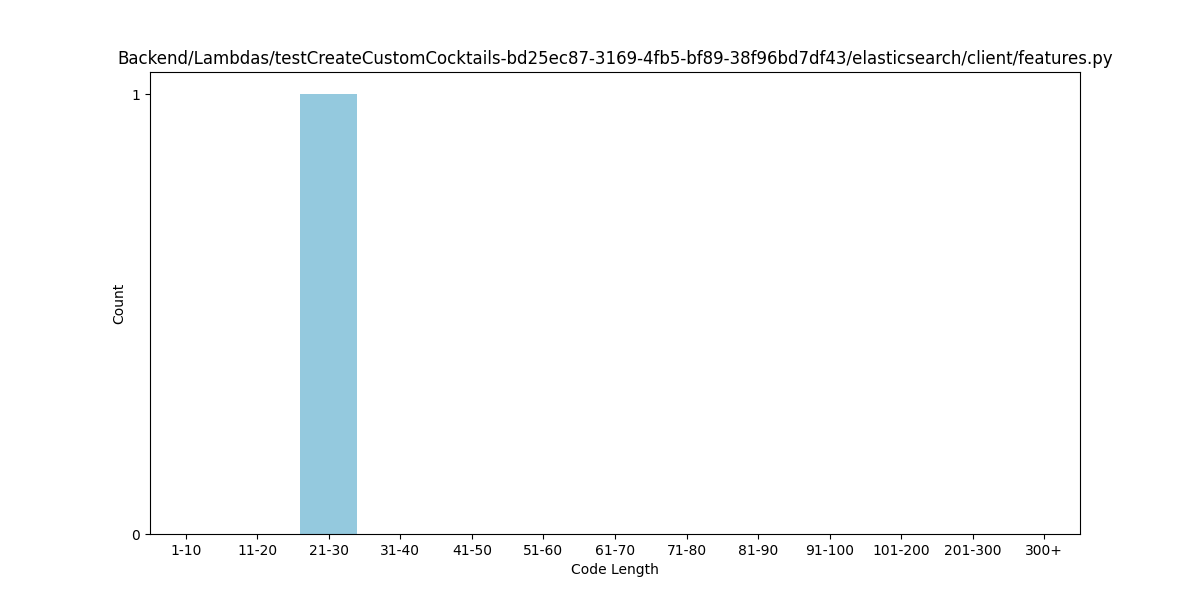 Backend/Lambdas/testCreateCustomCocktails-bd25ec87-3169-4fb5-bf89-38f96bd7df43/elasticsearch/client/features.py
1
Count
0
1-10 11-20 21-30 31-40 41-50 51-60 61-70 71-80 81-90 91-100 101-200 201-300 300+
Code Length